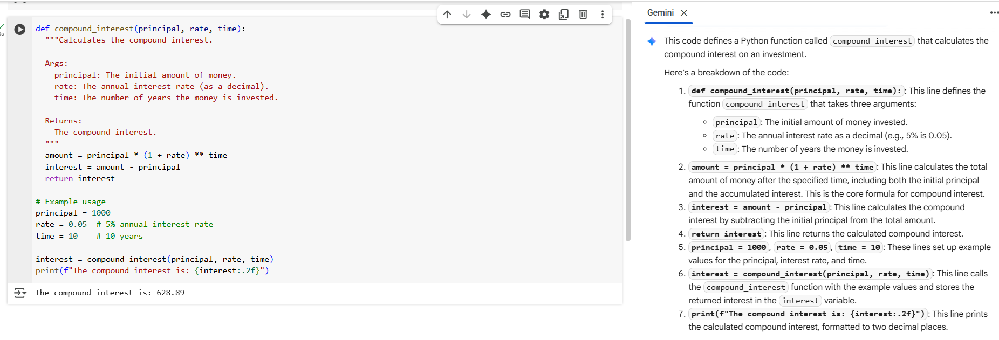 def compound_interest(principal, rate, time):
"""Calculates the compound interest.
Args:
principal: The initial amount of money.
rate: The annual interest rate (as a decimal).
time: The number of years the money is invested.
Returns:
The compound interest.
"""
amount = principal * (1 + rate) ** time
interest = amount - principal
return interest
# Example usage
principal = 1000
rate = 0.05  # 5% annual interest rate
time = 10    # 10 years
interest = compound_interest(principal, rate, time)
print(f"The compound interest is: {interest:.2f}")
The compound interest is: 628.89
Gemini
This code defines a Python function called compound_interest that calculates the
compound interest on an investment.
Here's a breakdown of the code:
1. def compound_interest(principal, rate, time): : This line defines the
function compound_interest that takes three arguments:
principal : The initial amount of money invested.
rate : The annual interest rate as a decimal (e.g., 5% is 0.05).
time : The number of years the money is invested.
2. amount = principal * (1 + rate) ** time : This line calculates the total
amount of money after the specified time, including both the initial principal
and the accumulated interest. This is the core formula for compound interest.
3. interest = amount - principal : This line calculates the compound
interest by subtracting the initial principal from the total amount.
4. return interest : This line returns the calculated compound interest.
5. principal = 1000 , rate = 0.05 , time = 10 : These lines set up example
values for the principal, interest rate, and time.
6. interest = compound_interest(principal, rate, time) : This line calls
the compound_interest function with the example values and stores the
returned interest in the interest variable.
7. print(f"The compound interest is: {interest:.2f}") : This line prints
the calculated compound interest, formatted to two decimal places.